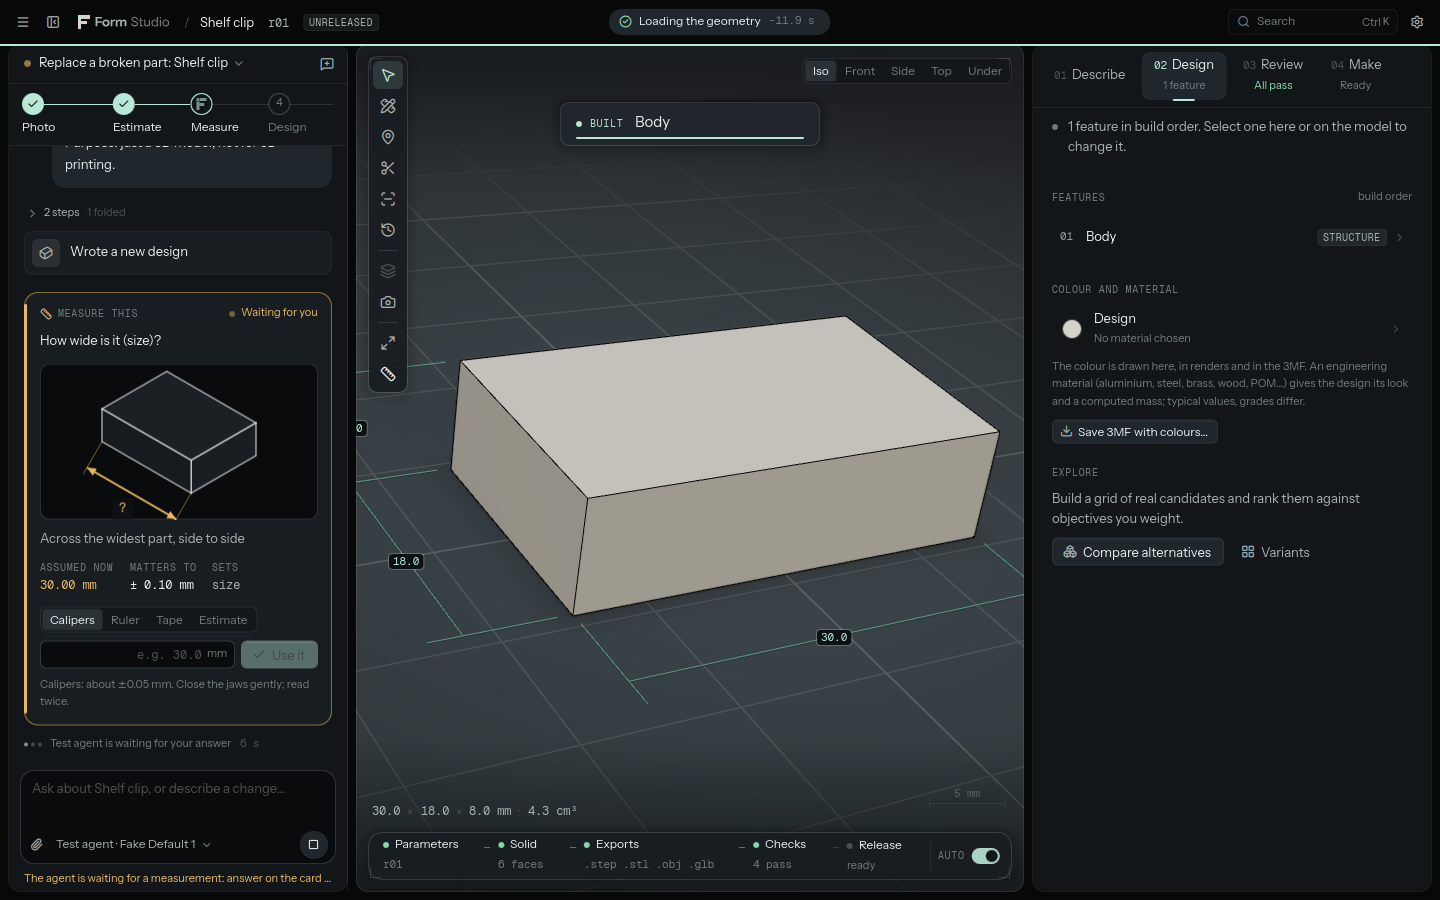 Form Studio / Shelf clip r01 UNRELEASED
Loading the geometry -11.9 s
Search Ctrl K
Replace a broken part: Shelf clip
4
Photo Estimate Measure Design
printing.
2 steps 1 folded
Wrote a new design
MEASURE THIS Waiting for you
How wide is it (size)?
?
Across the widest part, side to side
ASSUMED NOW MATTERS TO SETS
30.00 mm ± 0.10 mm size
Calipers Ruler Tape Estimate
e.g. 30.0 mm Use it
Calipers: about ±0.05 mm. Close the jaws gently; read
twice.
Test agent is waiting for your answer 6 s
Ask about Shelf clip, or describe a change...
Test agent · Fake Default 1
The agent is waiting for a measurement: answer on the card ...
Iso Front Side Top Under
BUILT Body
0
18.0
30.0
5 mm
30.0 × 18.0 × 8.0 mm · 4.3 cm³
Parameters Solid Exports Checks Release
r01 6 faces .step .stl .obj .glb 4 pass ready
AUTO
01 Describe 02 Design 03 Review 04 Make
1 feature All pass Ready
1 feature in build order. Select one here or on the model to
change it.
FEATURES build order
01 Body STRUCTURE
COLOUR AND MATERIAL
Design
No material chosen
The colour is drawn here, in renders and in the 3MF. An engineering
material (aluminium, steel, brass, wood, POM...) gives the design its look
and a computed mass; typical values, grades differ.
Save 3MF with colours...
EXPLORE
Build a grid of real candidates and rank them against
objectives you weight.
Compare alternatives Variants